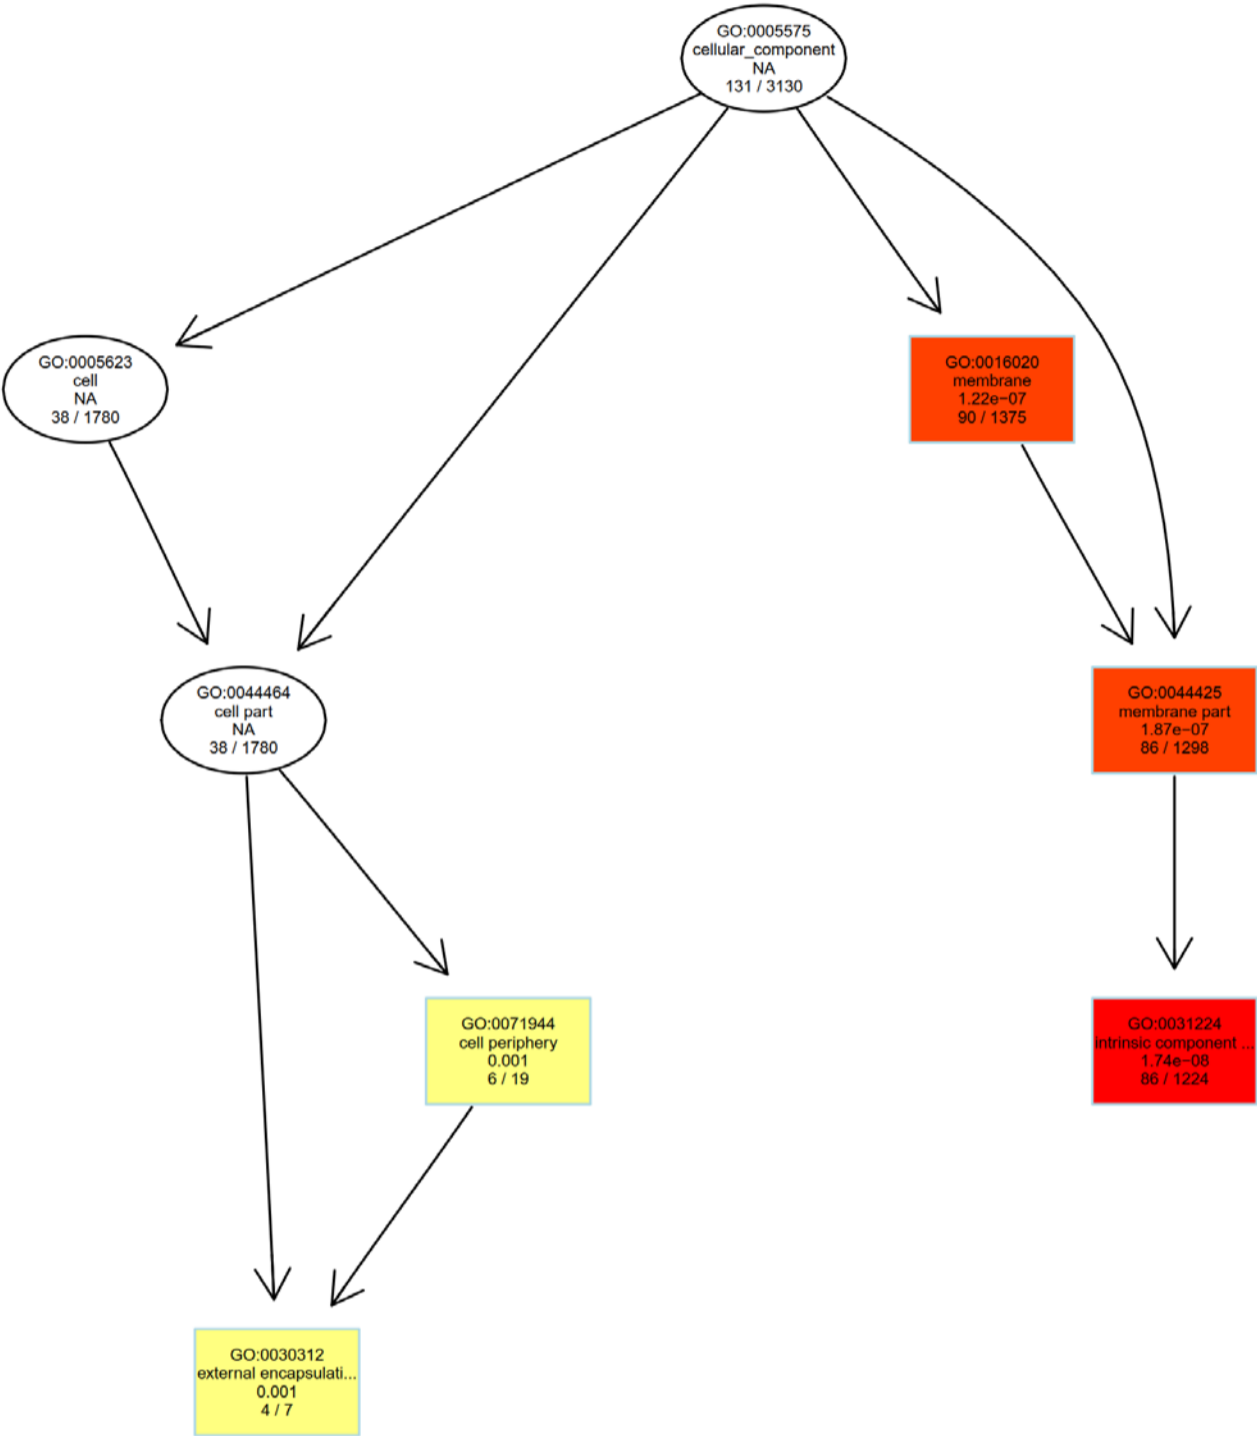 GO:0005575
cellular_component
NA
131 / 3130
GO:0005623
cell
NA
38 / 1780
GO:0016020
membrane
1.22e−07
90 / 1375
GO:0044464
cell part
NA
38 / 1780
GO:0044425
membrane part
1.87e−07
86 / 1298
GO:0071944
cell periphery
0.001
6 / 19
GO:0031224
intrinsic component ...
1.74e−08
86 / 1224
GO:0030312
external encapsulati...
0.001
4 / 7